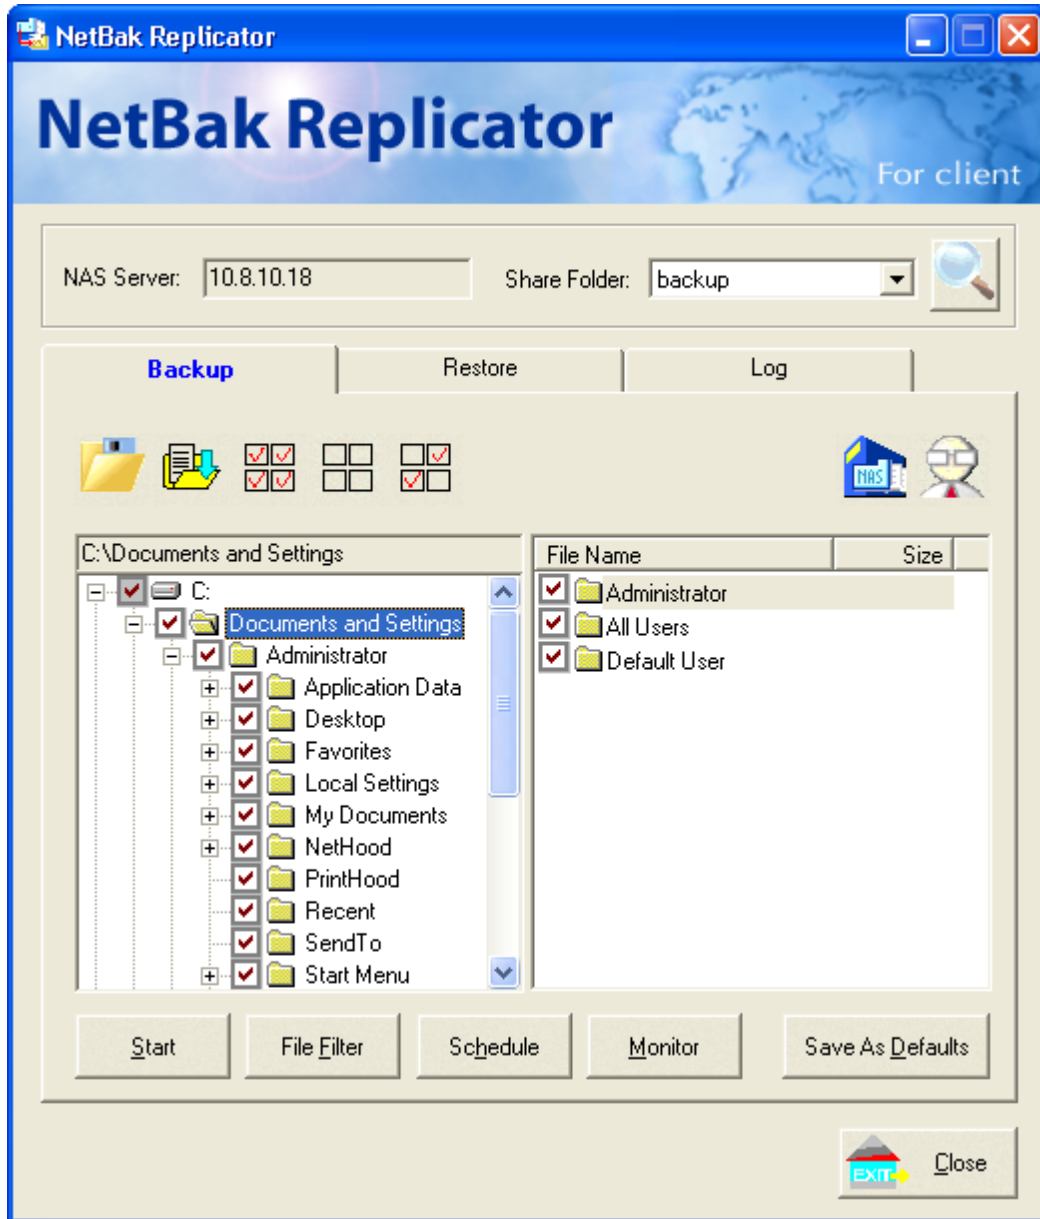 NetBak Replicator
NetBak Replicator
For client
NAS Server: 10.8.10.18 Share Folder: backup
Backup Restore Log
NAS
C:\Documents and Settings
File Name Size
C:
Documents and Settings
Administrator
Application Data
Desktop
Favorites
Local Settings
My Documents
NetHood
PrintHood
Recent
SendTo
Start Menu
Administrator
All Users
Default User
Start File Filter Schedule Monitor Save As Defaults
EXIT Close